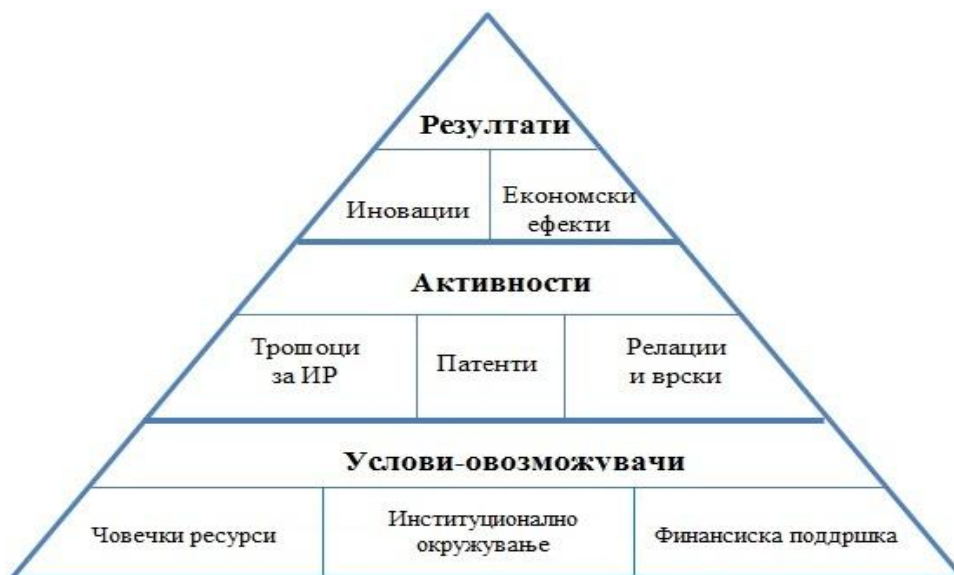 Резултати
Иновации
Економски
ефекти
Активности
Трошоци
за ИР
Патенти
Релации
и врски
Услови-овозможувачи
Човечки ресурси
Институционално
окружување
Финансиска поддршка